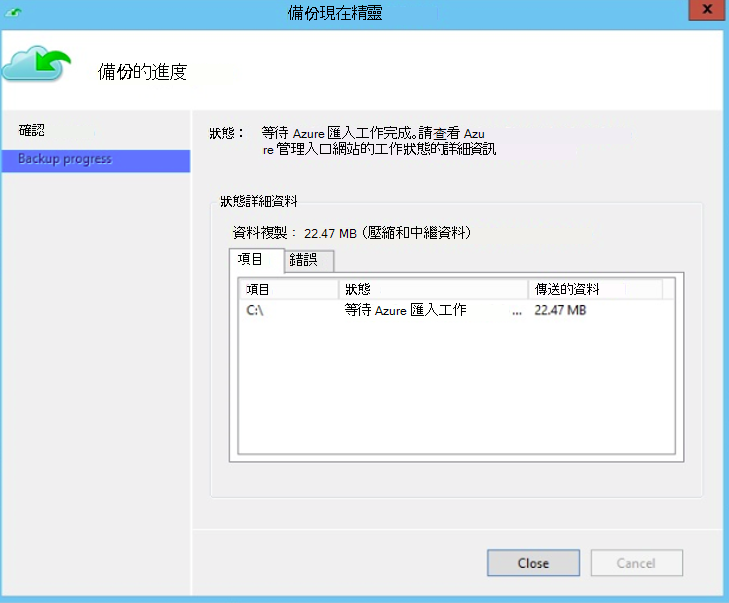 備份現在精靈
x
備份的進度
確認
Backup progress
狀態： 等待 Azure 匯入工作完成。請查看 Azu
re 管理入口網站的工作狀態的詳細資訊
狀態詳細資料
資料複製： 22.47 MB (壓縮和中繼資料)
項目 錯誤
項目 狀態 傳送的資料
C:\ 等待 Azure 匯入工作 ... 22.47 MB
Close Cancel